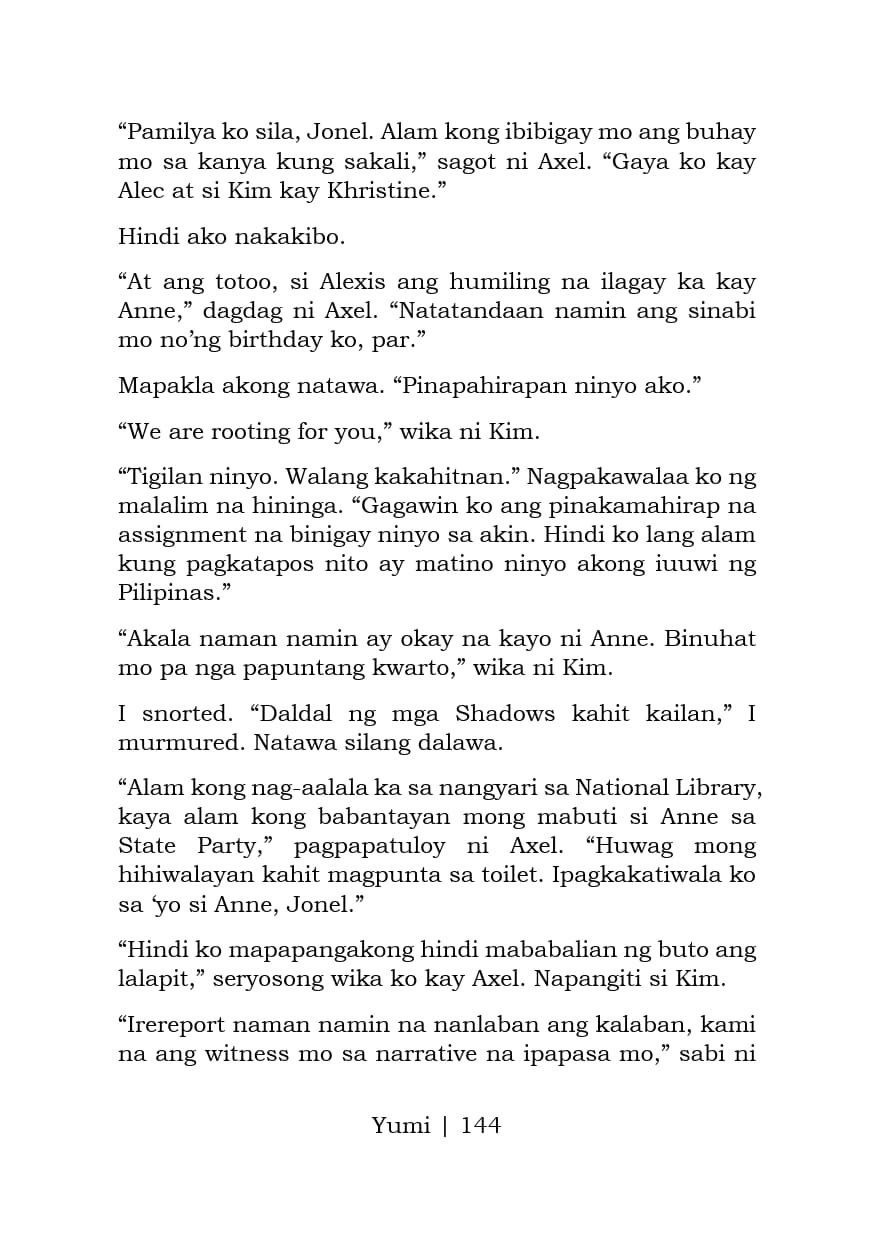 “Pamilya ko sila, Jonel. Alam kong ibibigay mo ang buhay
mo sa kanya kung sakali,” sagot ni Axel. “Gaya ko kay
Alec at si Kim kay Khristine.”
Hindi ako nakakibo.
“At ang totoo, si Alexis ang humiling na ilagay ka kay
Anne,” dagdag ni Axel. “Natatandaan namin ang sinabi
mo no’ng birthday ko, par.”
Mapakla akong natawa. “Pinapahirapan ninyo ako.”
“We are rooting for you,” wika ni Kim.
“Tigilan ninyo. Walang kakahitnan.” Nagpakawalaa ko ng
malalim na hininga. “Gagawin ko ang pinakamahirap na
assignment na binigay ninyo sa akin. Hindi ko lang alam
kung pagkatapos nito ay matino ninyo akong iuuwi ng
Pilipinas.”
“Akala naman namin ay okay na kayo ni Anne. Binuhat
mo pa nga papuntang kwarto,” wika ni Kim.
I snorted. “Daldal ng mga Shadows kahit kailan,” I
murmured. Natawa silang dalawa.
“Alam kong nag-aalala ka sa nangyari sa National Library,
kaya alam kong babantayan mong mabuti si Anne sa
State Party,” pagpapatuloy ni Axel. “Huwag mong
hihiwalayan kahit magpunta sa toilet. Ipagkakatiwala ko
sa ‘yo si Anne, Jonel.”
“Hindi ko mapapangakong hindi mababalian ng buto ang
lalapit,” seryosong wika ko kay Axel. Napangiti si Kim.
“Irereport naman namin na nanlaban ang kalaban, kami
na ang witness mo sa narrative na ipapasa mo,” sabi ni
Yumi | 144